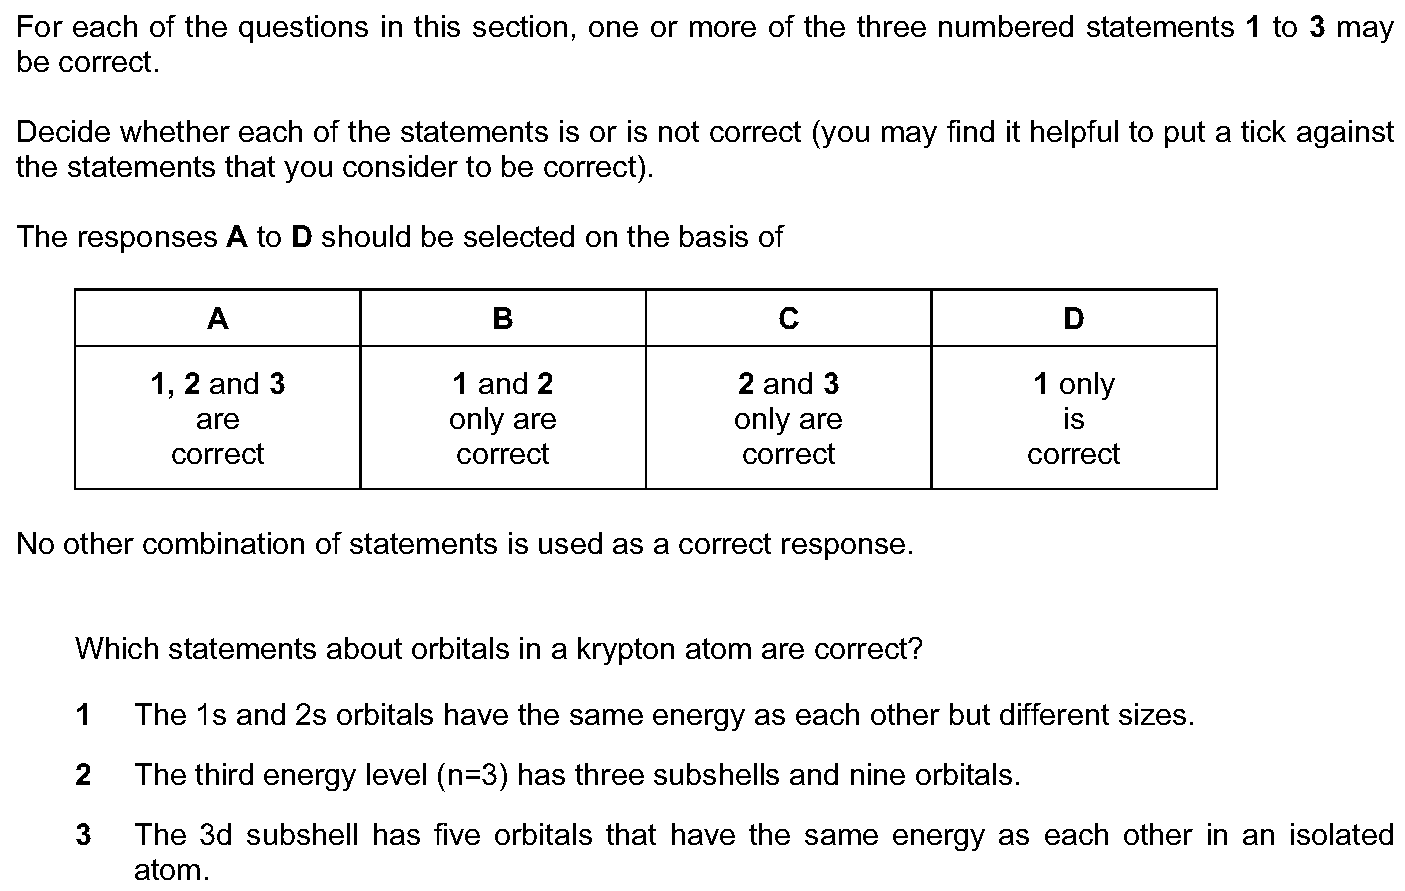 For each of the questions in this section, one or more of the three numbered statements 1 to 3 may
be correct.
Decide whether each of the statements is or is not correct (you may find it helpful to put a tick against
the statements that you consider to be correct).
The responses A to D should be selected on the basis of
A B C D
1, 2 and 3 1 and 2 2 and 3 1 only
are only are only are is
correct correct correct correct
No other combination of statements is used as a correct response.
Which statements about orbitals in a krypton atom are correct?
1 The 1s and 2s orbitals have the same energy as each other but different sizes.
2 The third energy level (n=3) has three subshells and nine orbitals.
3 The 3d subshell has five orbitals that have the same energy as each other in an isolated
atom.